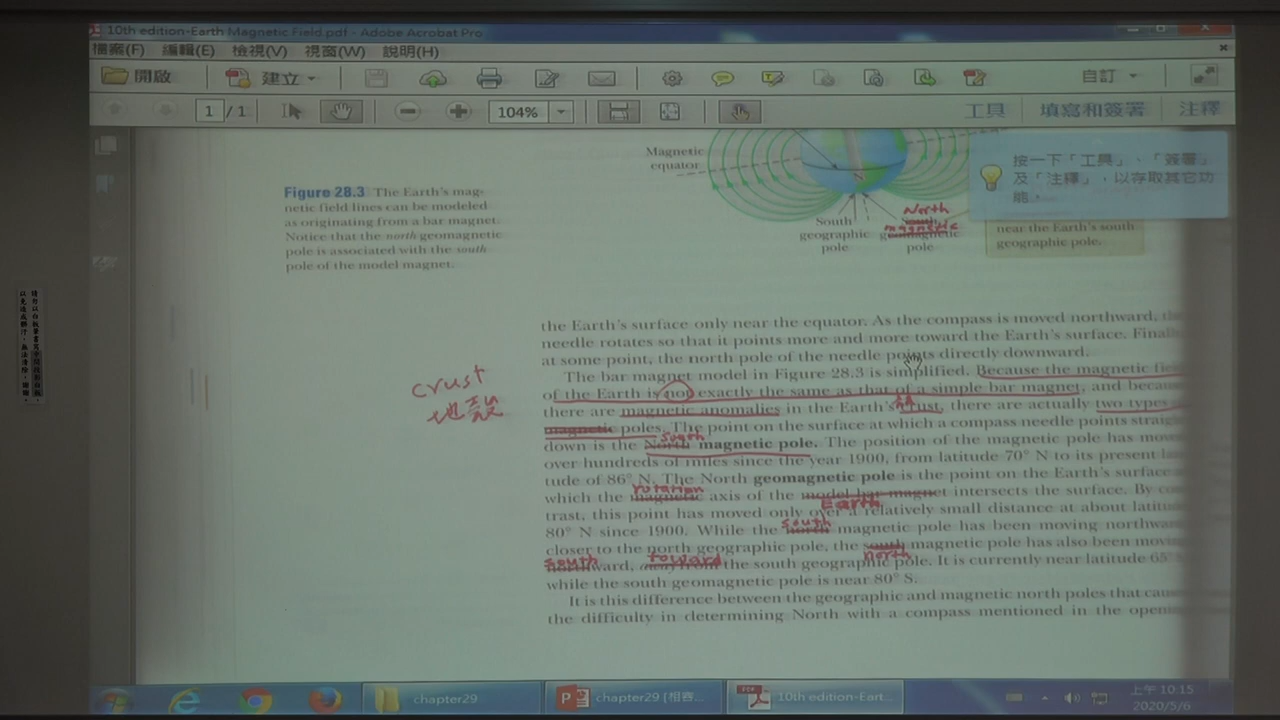 10th edition-Earth Magnetic Field.pdf - Adobe Acrobat Pro
檔案(F) 編輯(E) 檢視(V) 視窗(W) 說明(H)
開啟 建立 自訂
1 / 1 104% 工具 填寫和簽署 注釋
按一下「工具」、「簽署」
及「注釋」, 以存取其它功
能。
Magnetic
equator
S
Figure 28.3 The Earth's mag-
netic field lines can be modeled
as originating from a bar magnet.
Notice that the north geomagnetic
pole is associated with the south
pole of the model magnet.
South
geographic
pole
North
magnetic
pole
near the Earth's south
geographic pole.
the Earth's surface only near the equator. As the compass is moved northward,
needle rotates so that it points more and more toward the Earth's surface.
at some point, the north pole of the needle points directly downward.
The bar magnet model in Figure 28.3 is simplified. Because the magnetic
of the Earth is not exactly the same as that of a simple bar magnet, and
there are magnetic anomalies in the Earth's crust, there are actually two types
magnetic poles. The point on the surface at which a compass needle points
south
down is the North magnetic pole. The position of the magnetic pole has
over hundreds of miles since the year 1900, from latitude 70° N to its present
tude of 86° N. The North geomagnetic pole is the point on the Earth's surface
rotation
which the magnetic axis of the model bar magnet intersects the surface. By
Earth
trast, this point has moved only over a relatively small distance at about
south
80° N since 1900. While the north magnetic pole has been moving
closer to the north geographic pole, the south magnetic pole has also been
north
south toward
the south geographic pole. It is currently near latitude 65°
while the south geomagnetic pole is near 80° S.
It is this difference between the geographic and magnetic north poles that
the difficulty in determining North with a compass mentioned in the
crust
地殼
chapter29 chapter29 [相容... 10th edition-Eart...
上午 10:15
2020/5/6